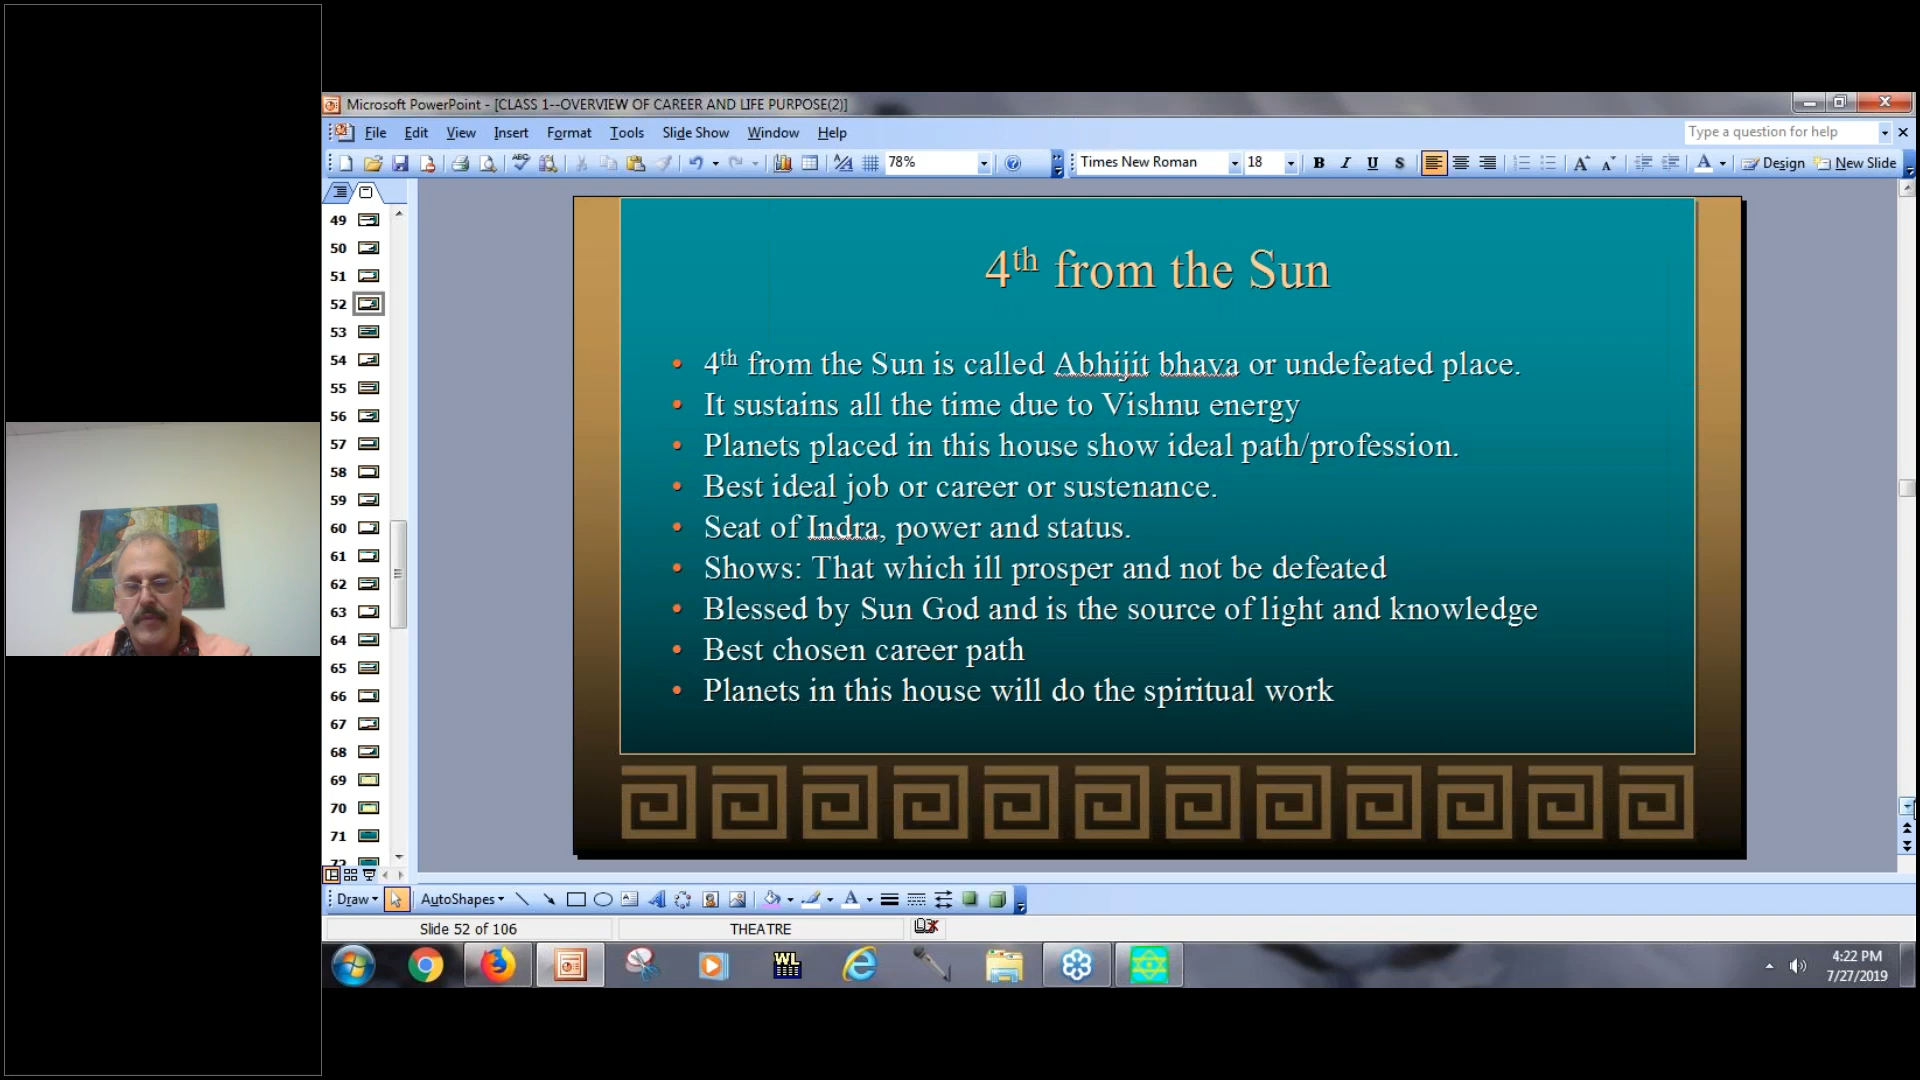 Microsoft PowerPoint - [CLASS 1--OVERVIEW OF CAREER AND LIFE PURPOSE(2)]
File Edit View Insert Format Tools Slide Show Window Help
Type a question for help
78%
Times New Roman
18
B I U S
Design
New Slide
49
50
51
52
53
54
55
56
57
58
59
60
61
62
63
64
65
66
67
68
69
70
71
72
4th from the Sun
• 4th from the Sun is called Abhijit bhava or undefeated place.
• It sustains all the time due to Vishnu energy
• Planets placed in this house show ideal path/profession.
• Best ideal job or career or sustenance.
• Seat of Indra, power and status.
• Shows: That which ill prosper and not be defeated
• Blessed by Sun God and is the source of light and knowledge
• Best chosen career path
• Planets in this house will do the spiritual work
Draw AutoShapes
Slide 52 of 106
THEATRE
WL
4:22 PM
7/27/2019